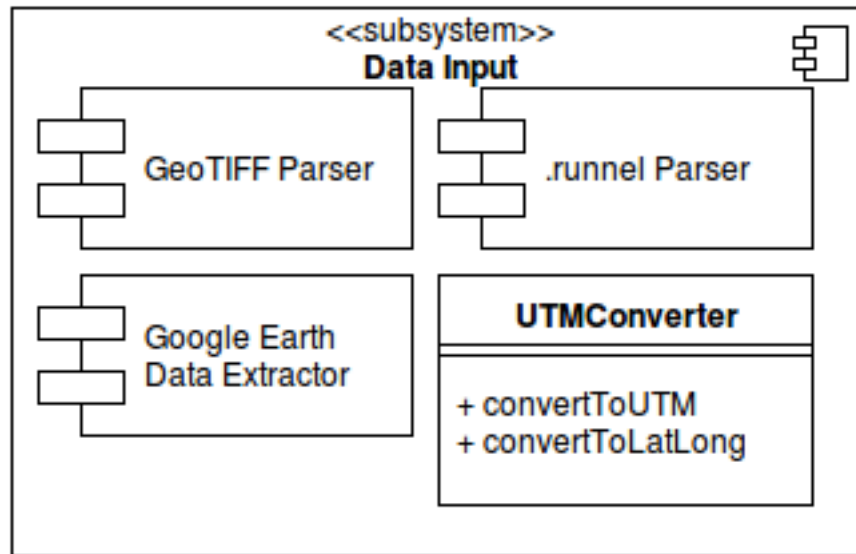 <<subsystem>>
Data Input
GeoTIFF Parser
.runnel Parser
Google Earth
Data Extractor
UTMConverter
+ convertToUTM
+ convertToLatLong